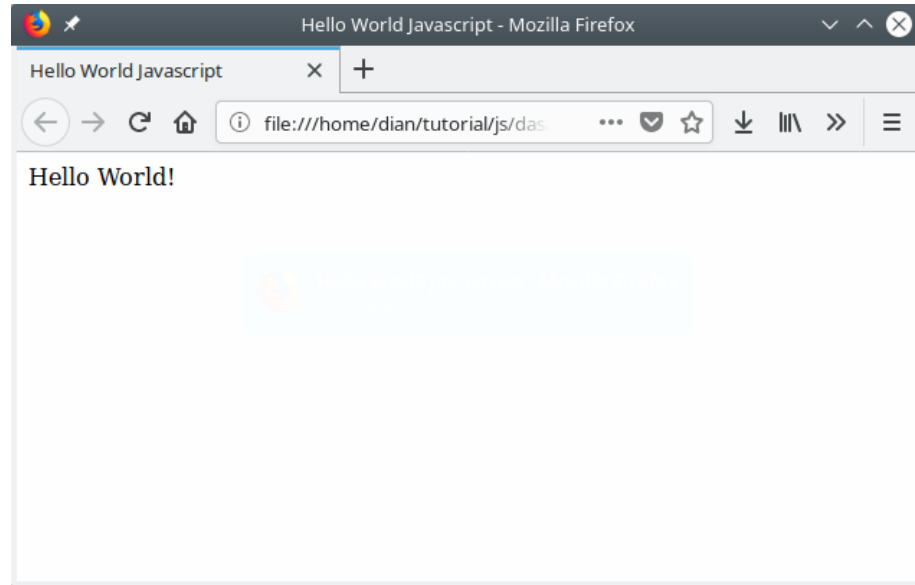 Hello World Javascript - Mozilla Firefox
Hello World Javascript
file:///home/dian/tutorial/js/das
Hello World!